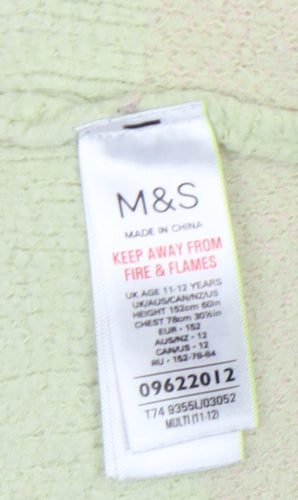 M&S
MADE IN CHINA
KEEP AWAY FROM
FIRE & FLAMES
UK AGE 11-12 YEARS
UK/AUS/CAN/NZ/US
HEIGHT 152cm 60in
CHEST 78cm 30½in
EUR - 152
AUS/NZ - 12
CAN/US - 12
RU - 152-78-84
09622012
T74 9355L/03052
MULTI (11-12)